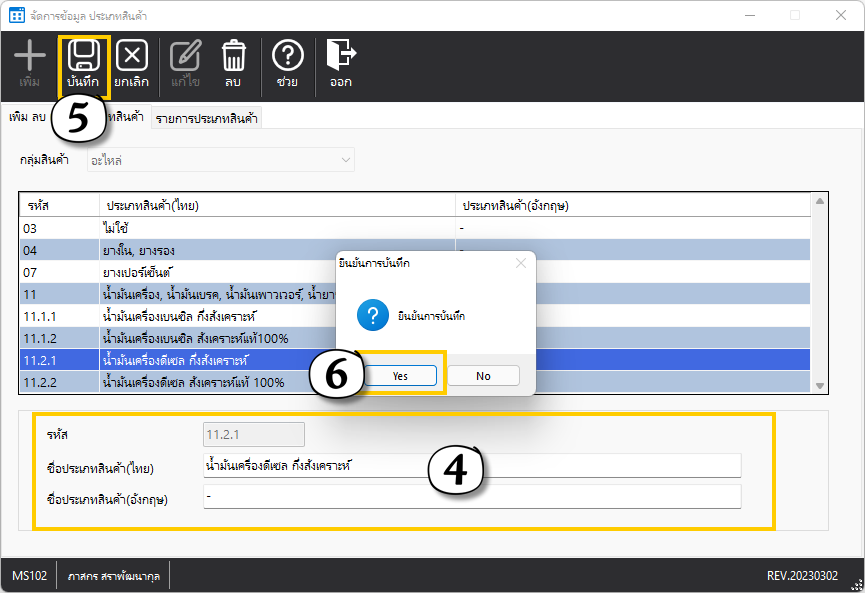 จัดการข้อมูล ประเภทสินค้า
เพิ่ม บันทึก ยกเลิก แก้ไข ลบ ช่วย ออก
5
เพิ่ม ลบ ทสินค้า รายการประเภทสินค้า
กลุ่มสินค้า อะไหล่
รหัส ประเภทสินค้า(ไทย) ประเภทสินค้า(อังกฤษ)
03 ไม่ใช้ -
04 ยางใน, ยางรอง -
07 ยางเปอร์เซ็นต์
11 น้ำมันเครื่อง, น้ำมันเบรค, น้ำมันเพาวเวอร์, น้ำยา
11.1.1 น้ำมันเครื่องเบนซิล กึ่งสังเคราะห์
11.1.2 น้ำมันเครื่องเบนซิล สังเคราะห์แท้100%
11.2.1 น้ำมันเครื่องดีเซล กึ่งสังเคราะห์
11.2.2 น้ำมันเครื่องดีเซล สังเคราะห์แท้ 100%
ยืนยันการบันทึก
?
ยืนยันการบันทึก
6 Yes No
รหัส 11.2.1
ชื่อประเภทสินค้า(ไทย) น้ำมันเครื่องดีเซล กึ่งสังเคราะห์
4
ชื่อประเภทสินค้า(อังกฤษ) -
MS102 ภาสกร สราพัฒนากุล REV.20230302